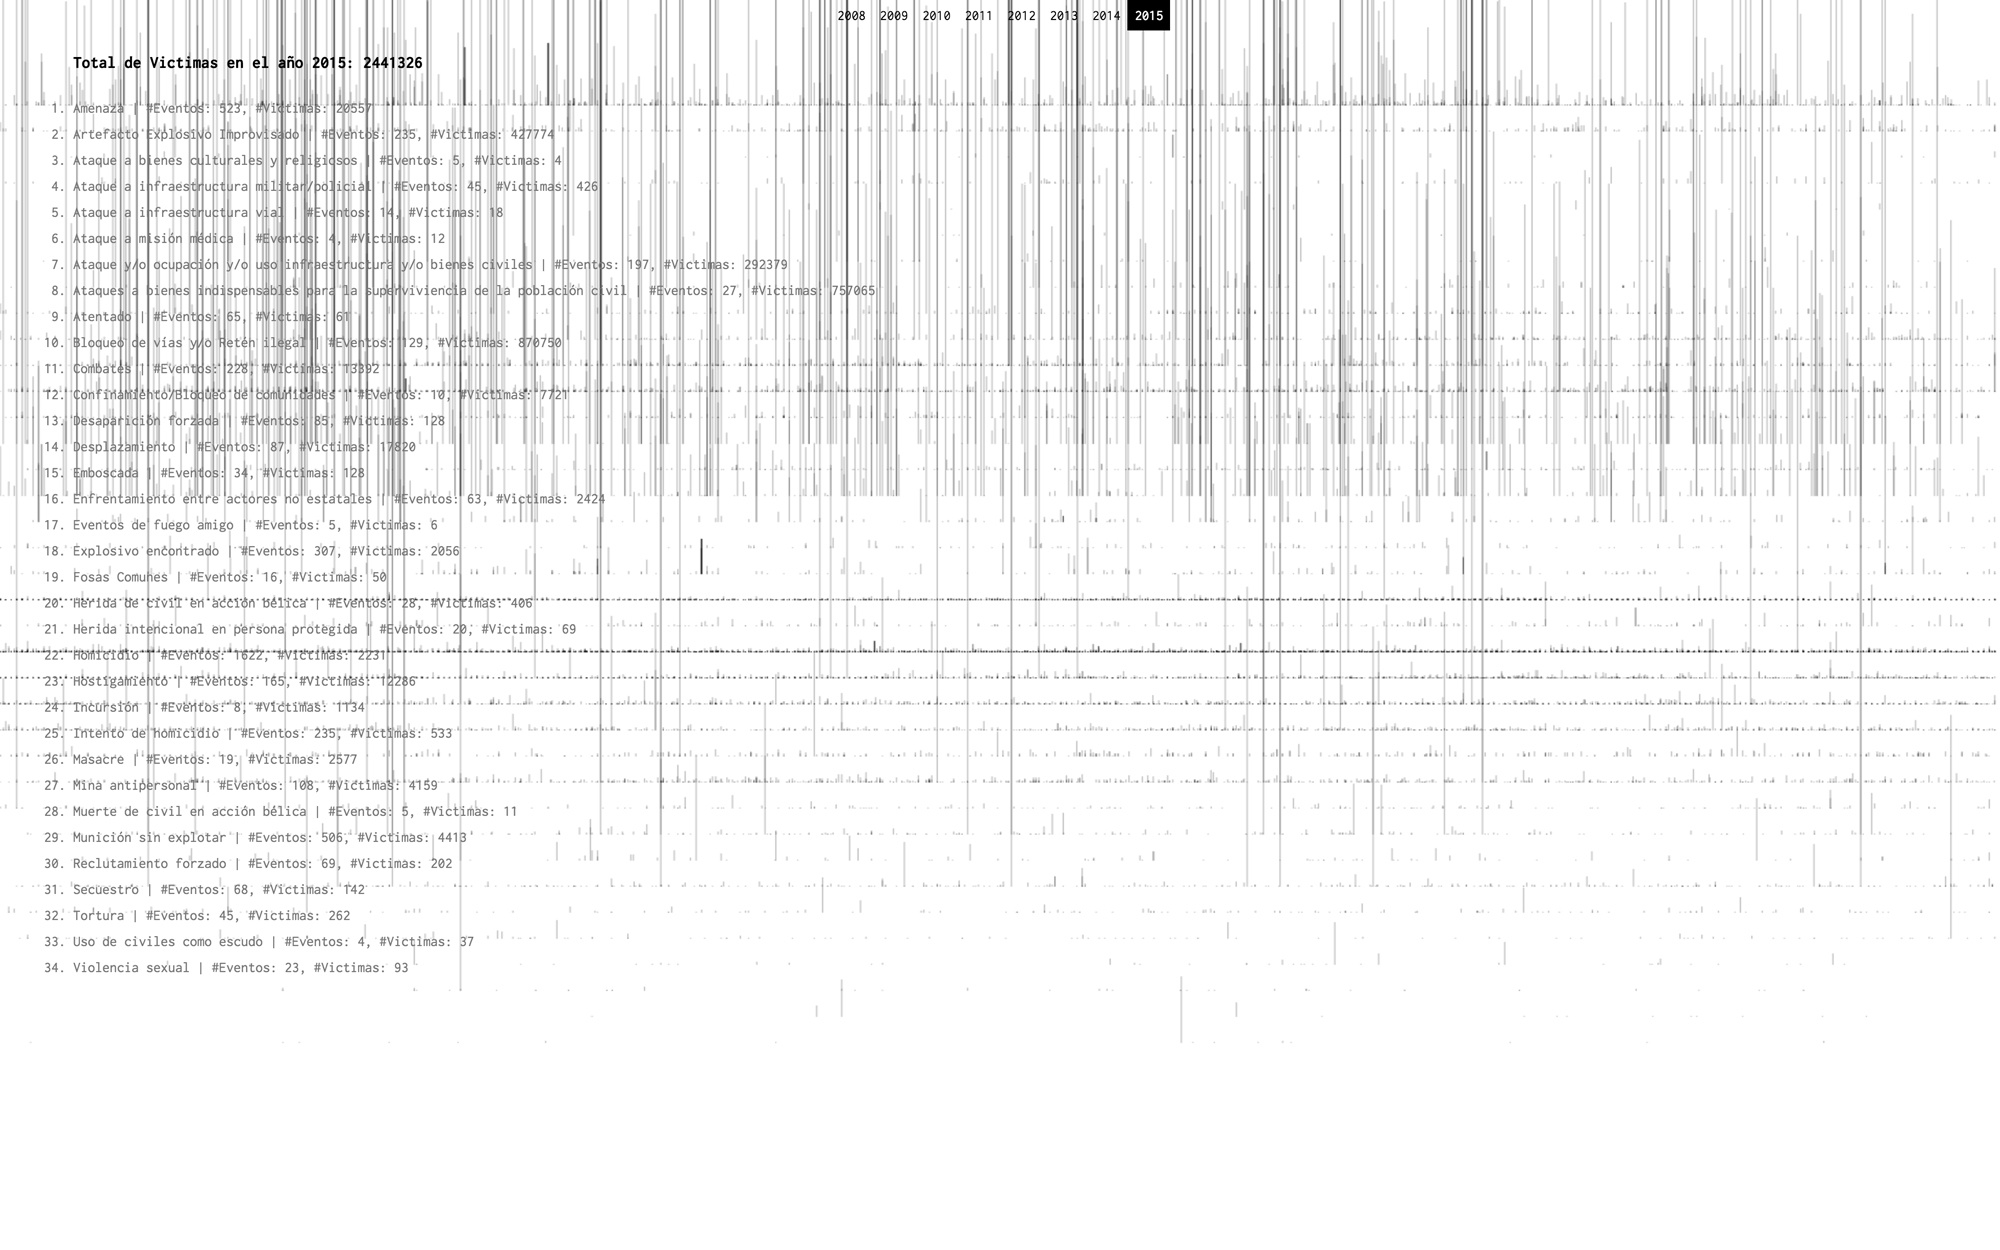 2008 2009 2010 2011 2012 2013 2014 2015
Total de Victimas en el año 2015: 2441326
1. Amenaza | #Eventos: 523, #Victimas: 20557
2. Artefacto Explosivo Improvisado | #Eventos: 235, #Victimas: 427774
3. Ataque a bienes culturales y religiosos | #Eventos: 5, #Victimas: 4
4. Ataque a infraestructura militar/policial | #Eventos: 45, #Victimas: 426
5. Ataque a infraestructura vial | #Eventos: 14, #Victimas: 18
6. Ataque a misión médica | #Eventos: 4, #Victimas: 12
7. Ataque y/o ocupación y/o uso infraestructura y/o bienes civiles | #Eventos: 197, #Victimas: 292379
8. Ataques a bienes indispensables para la superviviencia de la población civil | #Eventos: 27, #Victimas: 757065
9. Atentado | #Eventos: 65, #Victimas: 61
10. Bloqueo de vías y/o Retén ilegal | #Eventos: 129, #Victimas: 870750
11. Combates | #Eventos: 228, #Victimas: 13392
12. Confinamiento/Bloqueo de comunicades | #Eventos: 10, #Victimas: 7721
13. Desaparición forzada | #Eventos: 85, #Victimas: 128
14. Desplazamiento | #Eventos: 87, #Victimas: 17820
15. Emboscada | #Eventos: 34, #Victimas: 128
16. Enfrentamiento entre actores no estatales | #Eventos: 63, #Victimas: 2424
17. Eventos de fuego amigo | #Eventos: 5, #Victimas: 6
18. Explosivo encontrado | #Eventos: 307, #Victimas: 2056
19. Fosas Comunes | #Eventos: 16, #Victimas: 50
20. Herida de civil en acción bélica | #Eventos: 28, #Victimas: 406
21. Herida intencional en persona protegida | #Eventos: 20, #Victimas: 69
22. Homicidio | #Eventos: 1622, #Victimas: 2231
23. Hostigamiento | #Eventos: 165, #Victimas: 12286
24. Incursión | #Eventos: 8, #Victimas: 1134
25. Intento de homicidio | #Eventos: 235, #Victimas: 533
26. Masacre | #Eventos: 19, #Victimas: 2577
27. Mina antipersonal | #Eventos: 108, #Victimas: 4159
28. Muerte de civil en acción bélica | #Eventos: 5, #Victimas: 11
29. Munición sin explotar | #Eventos: 506, #Victimas: 4413
30. Reclutamiento forzado | #Eventos: 69, #Victimas: 202
31. Secuestro | #Eventos: 68, #Victimas: 142
32. Tortura | #Eventos: 45, #Victimas: 262
33. Uso de civiles como escudo | #Eventos: 4, #Victimas: 37
34. Violencia sexual | #Eventos: 23, #Victimas: 93